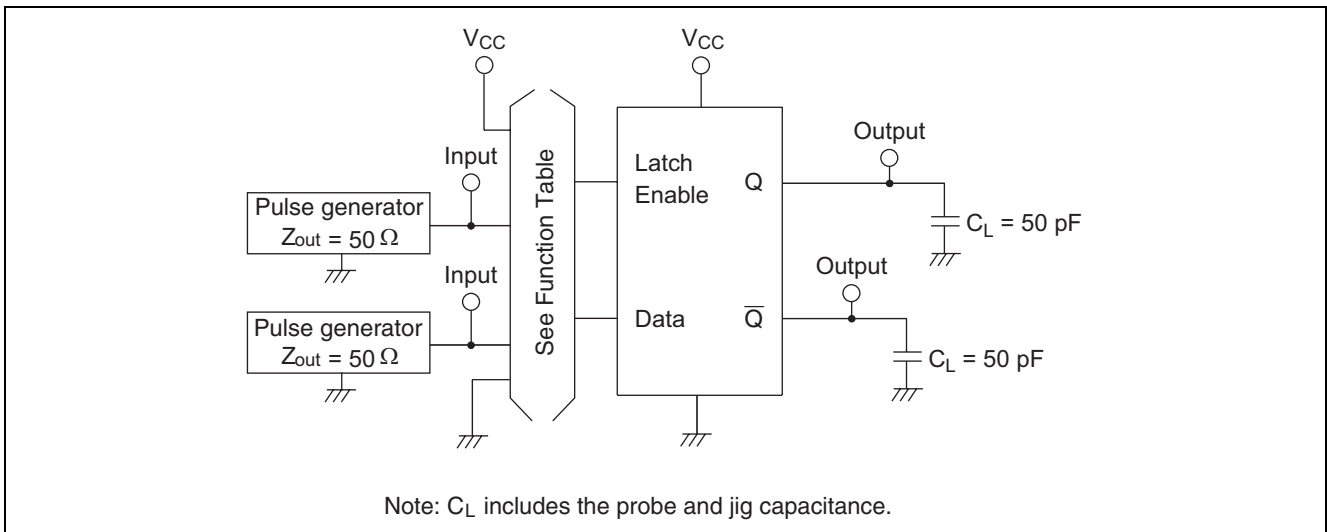 VCC
VCC
Output
Input
Latch
Enable
Q
Pulse generator
Zout = 50 Ω
CL = 50 pF
See Function Table
Input
Output
Pulse generator
Zout = 50 Ω
Data
Q̅
CL = 50 pF
Note: CL includes the probe and jig capacitance.